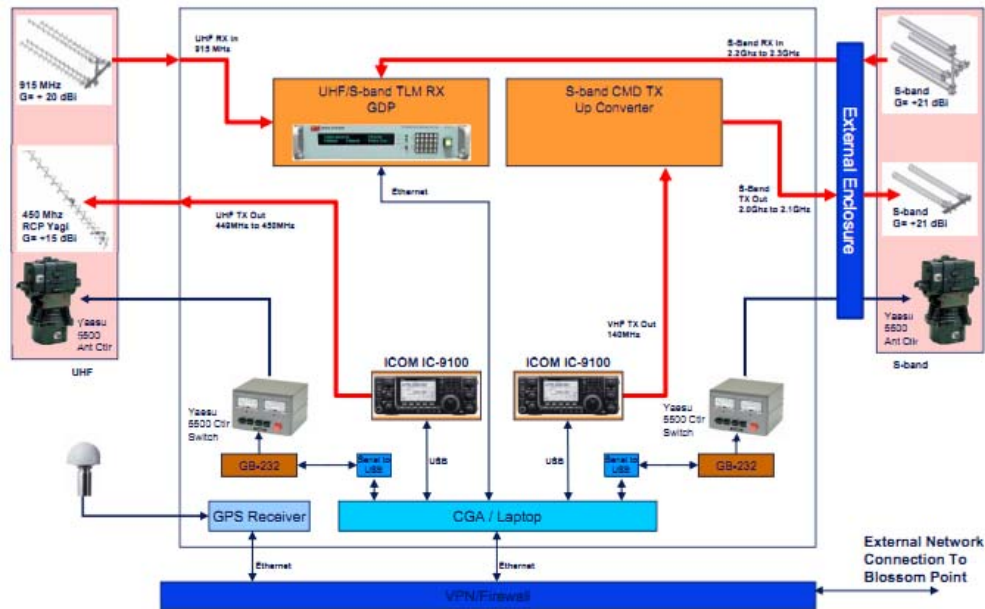 UHF RX In
915 MHz
S-Band RX In
2.2Ghz to 2.3GHz
915 MHz
G= + 20 dBi
UHF/S-band TLM RX
GDP
S-band CMD TX
Up Converter
S-band
G= +21 dBi
External Enclosure
Ethernet
S-Band
TX Out
2.0Ghz to 2.1Ghz
450 Mhz
RCP Yagi
G= +15 dBi
UHF TX Out
449MHz to 450MHz
S-band
G= +21 dBi
Yaesu
5500
Ant Ctlr
UHF
VHF TX Out
140MHz
Yaesu
5500
Ant Ctlr
S-band
ICOM IC-9100
ICOM IC-9100
Yaesu
5500 Ctlr
Switch
Yaesu
5500 Ctlr
Switch
GB-232
Serial to
USB
USB
USB
Serial to
USB
GB-232
GPS Receiver
CGA / Laptop
Ethernet
Ethernet
External Network
Connection To
Blossom Point
VPN/Firewall